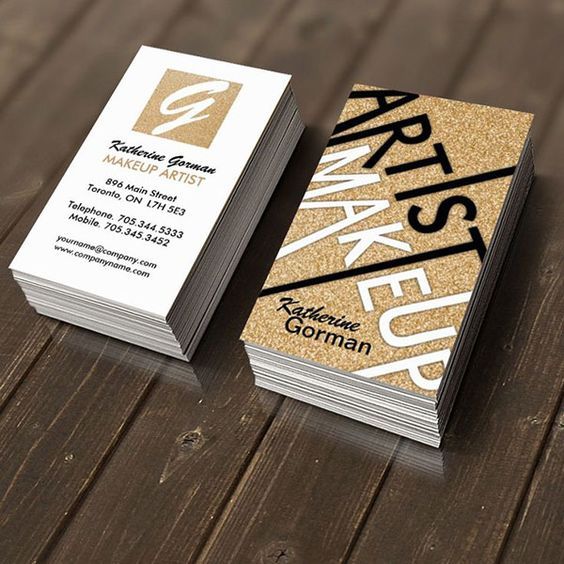 G
Katherine Gorman
MAKEUP ARTIST
896 Main Street
Toronto, ON  L7H 5E3
Telephone. 705.344.5333
Mobile. 705.345.3452
yourname@company.com
www.companyname.com
ARTIST
MAKEUP
Katherine
Gorman